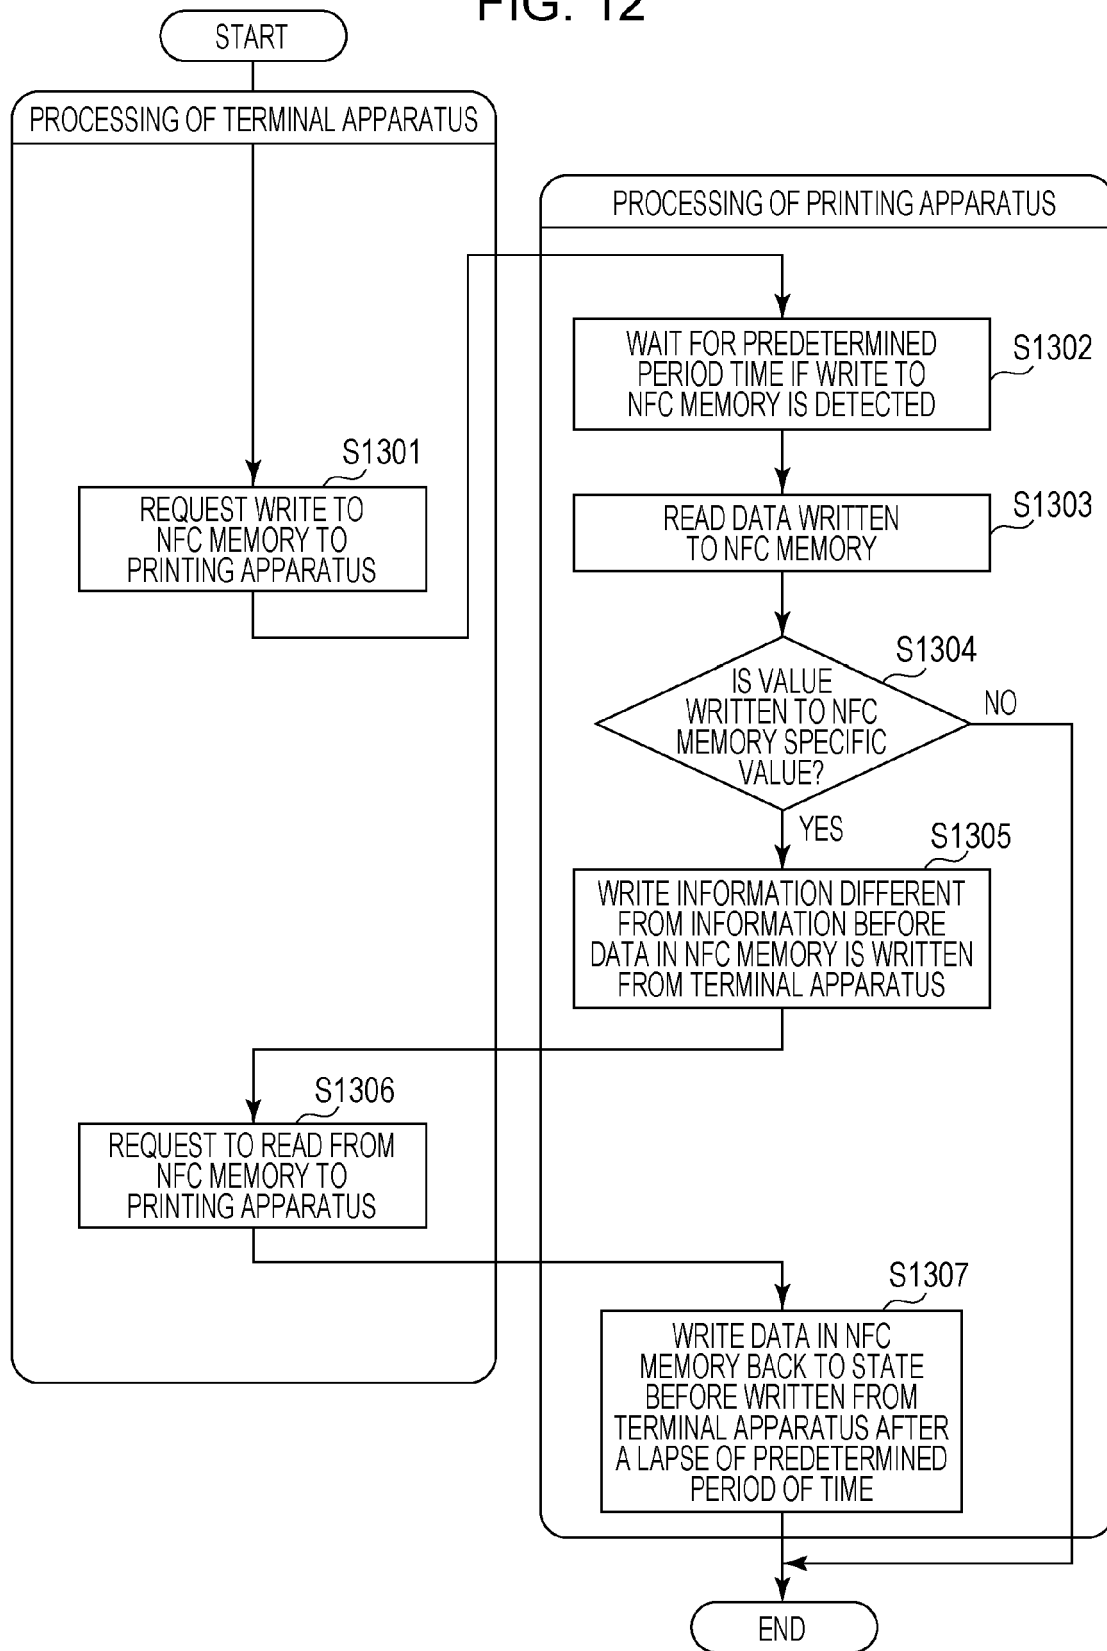 FIG. 12
START
PROCESSING OF TERMINAL APPARATUS
PROCESSING OF PRINTING APPARATUS
S1301
REQUEST WRITE TO
NFC MEMORY TO
PRINTING APPARATUS
S1302
WAIT FOR PREDETERMINED
PERIOD TIME IF WRITE TO
NFC MEMORY IS DETECTED
S1303
READ DATA WRITTEN
TO NFC MEMORY
S1304
IS VALUE
WRITTEN TO NFC
MEMORY SPECIFIC
VALUE?
NO
YES
S1305
WRITE INFORMATION DIFFERENT
FROM INFORMATION BEFORE
DATA IN NFC MEMORY IS WRITTEN
FROM TERMINAL APPARATUS
S1306
REQUEST TO READ FROM
NFC MEMORY TO
PRINTING APPARATUS
S1307
WRITE DATA IN NFC
MEMORY BACK TO STATE
BEFORE WRITTEN FROM
TERMINAL APPARATUS AFTER
A LAPSE OF PREDETERMINED
PERIOD OF TIME
END